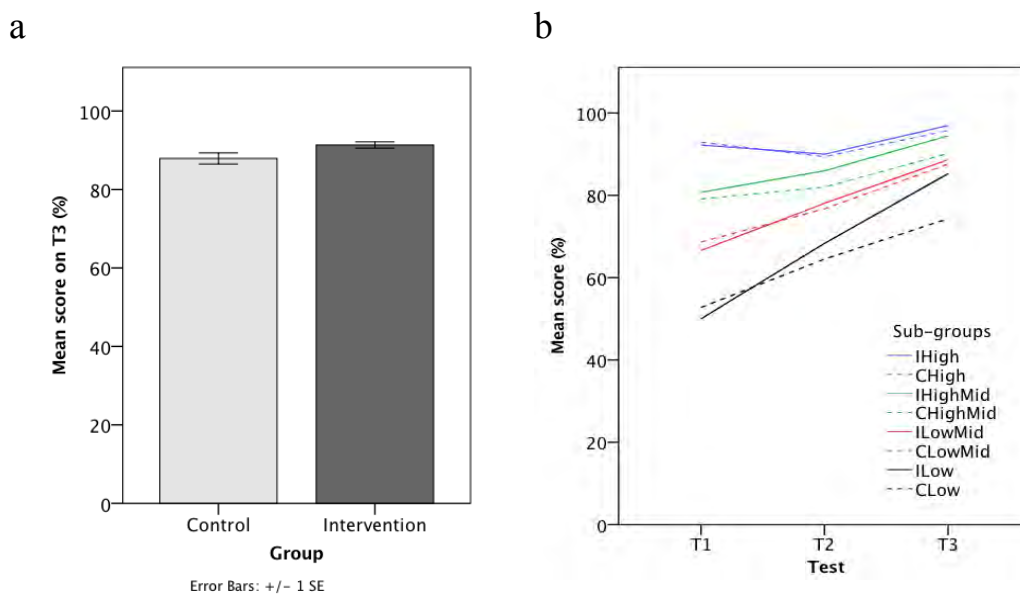 a
Mean score on T3 (%)
100
80
60
40
20
0
Control
Intervention
Group
Error Bars: +/- 1 SE
b
Mean score (%)
100
80
60
40
20
0
T1
T2
T3
Test
Sub-groups
IHigh
CHigh
IHighMid
CHighMid
ILowMid
CLowMid
ILow
CLow